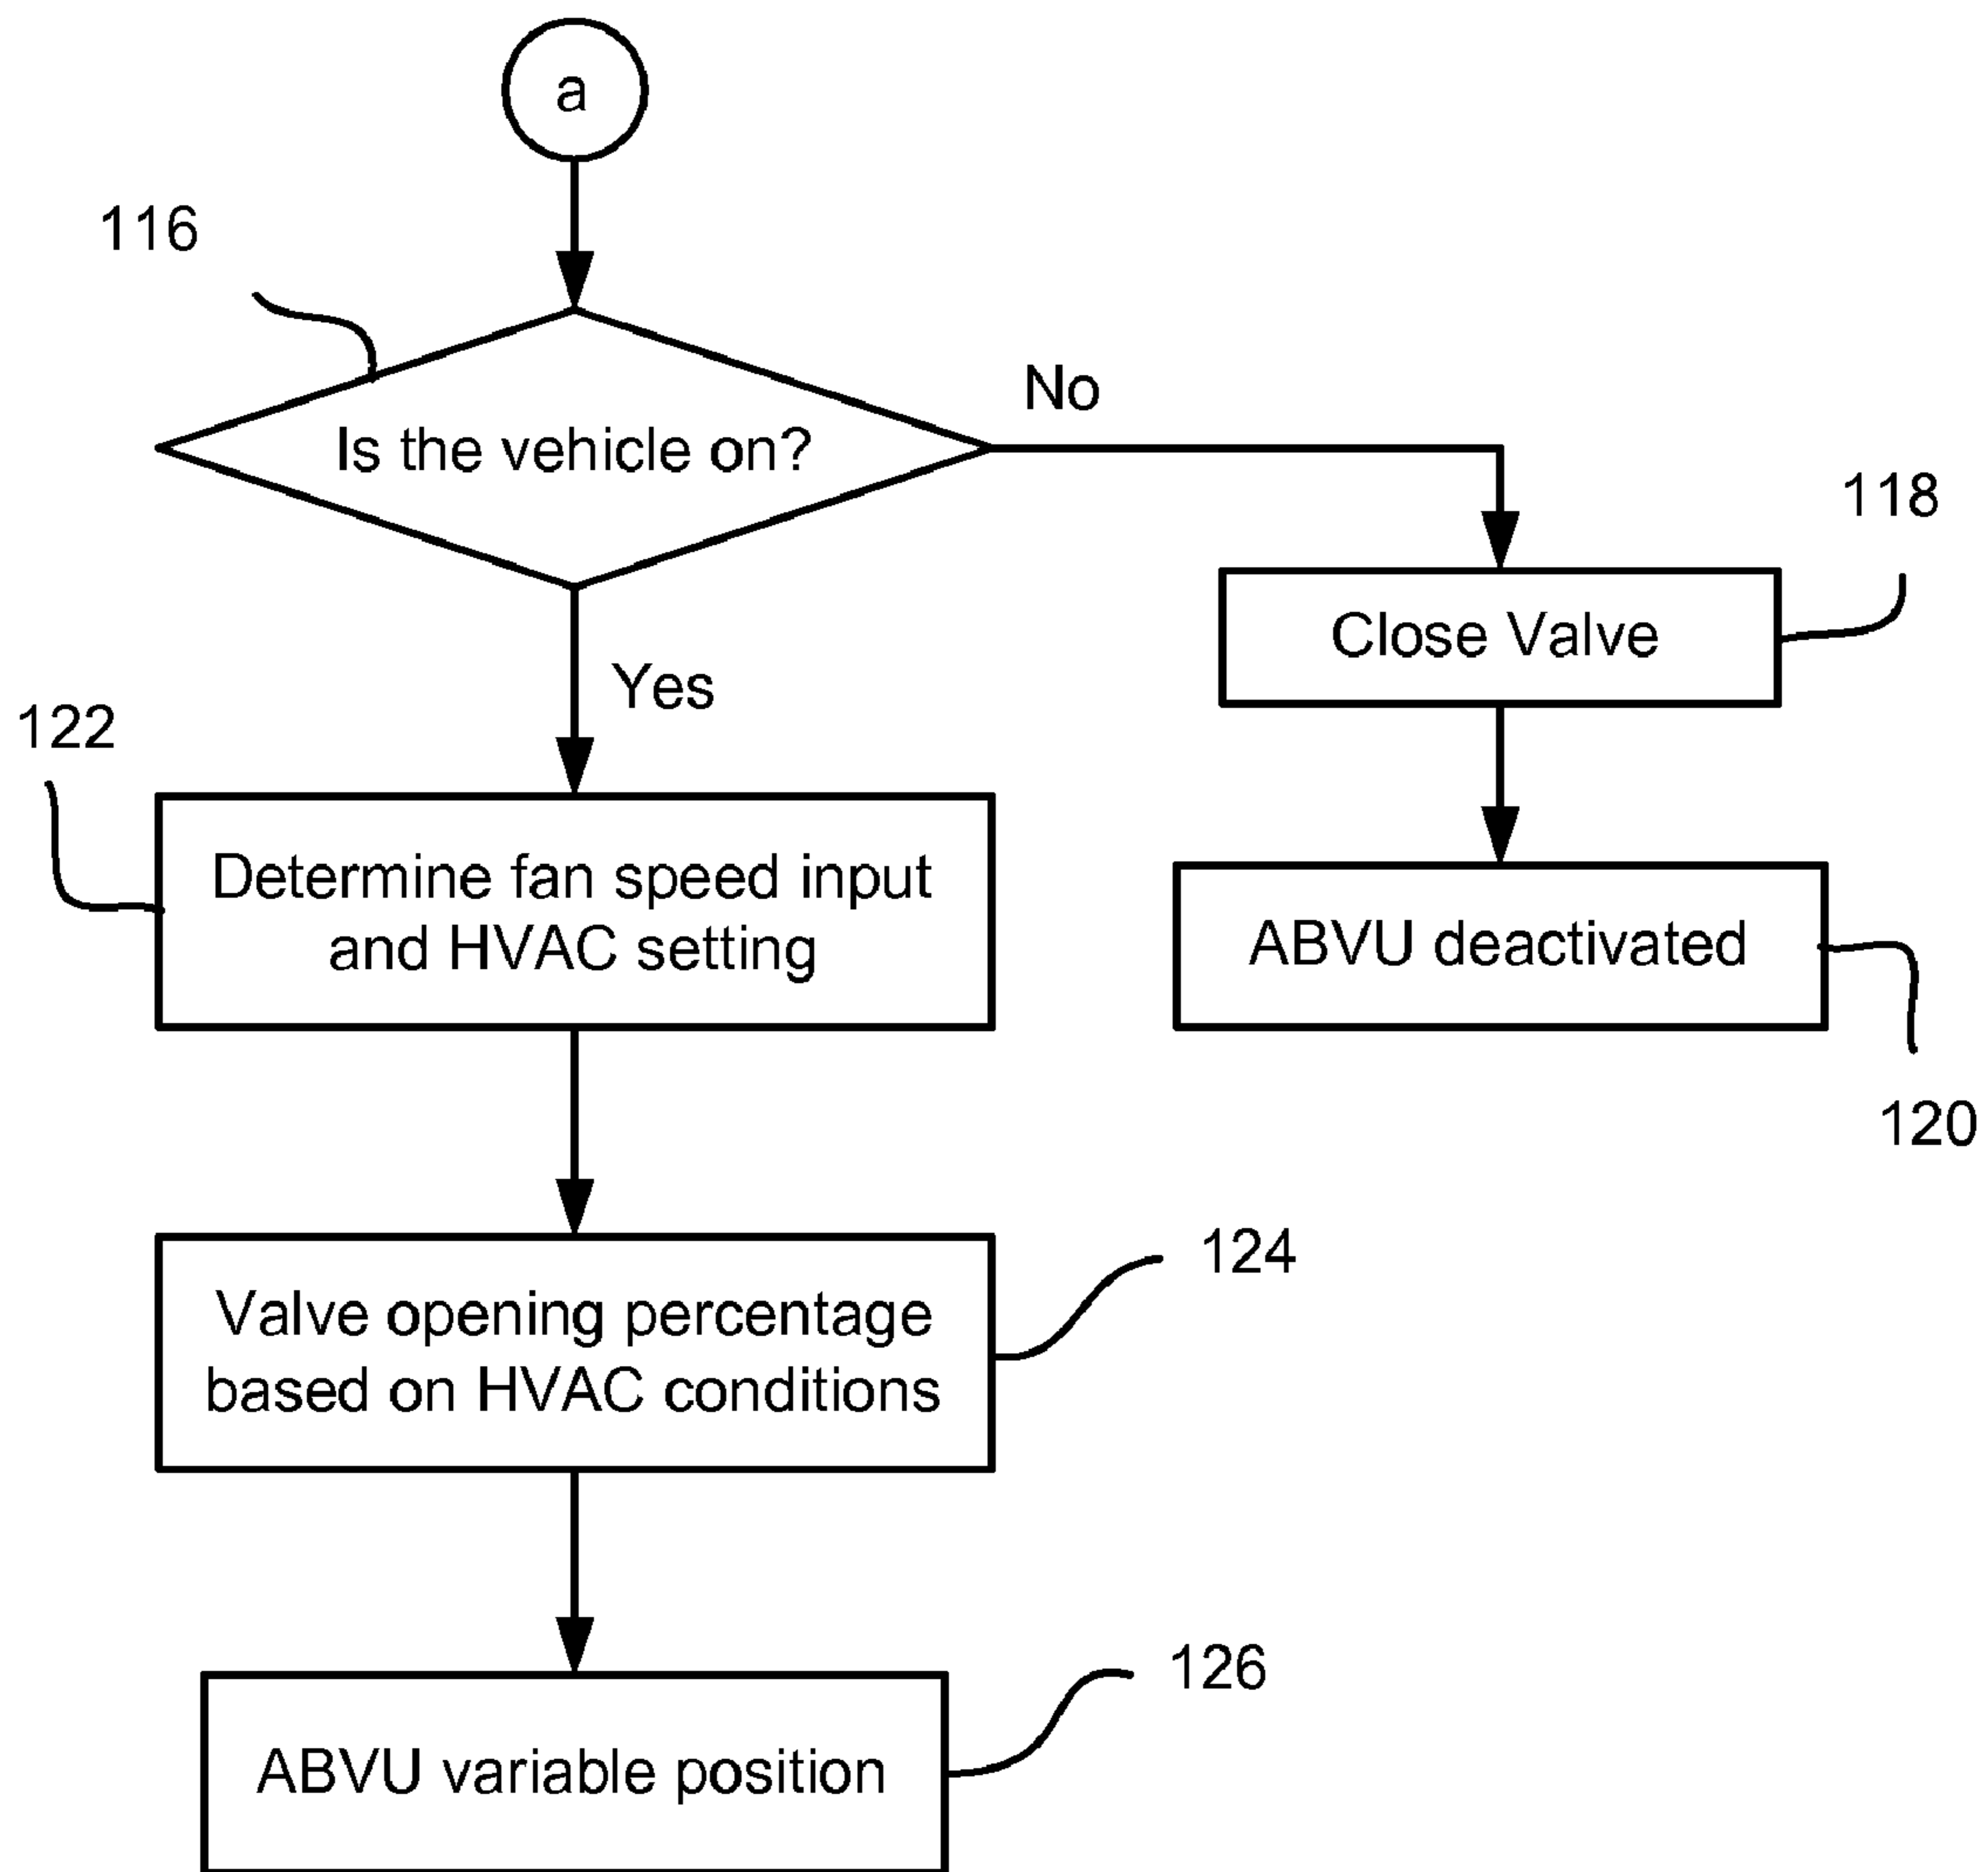 a
116
Is the vehicle on?
No
118
Close Valve
Yes
122
Determine fan speed input
and HVAC setting
ABVU deactivated
120
124
Valve opening percentage
based on HVAC conditions
126
ABVU variable position